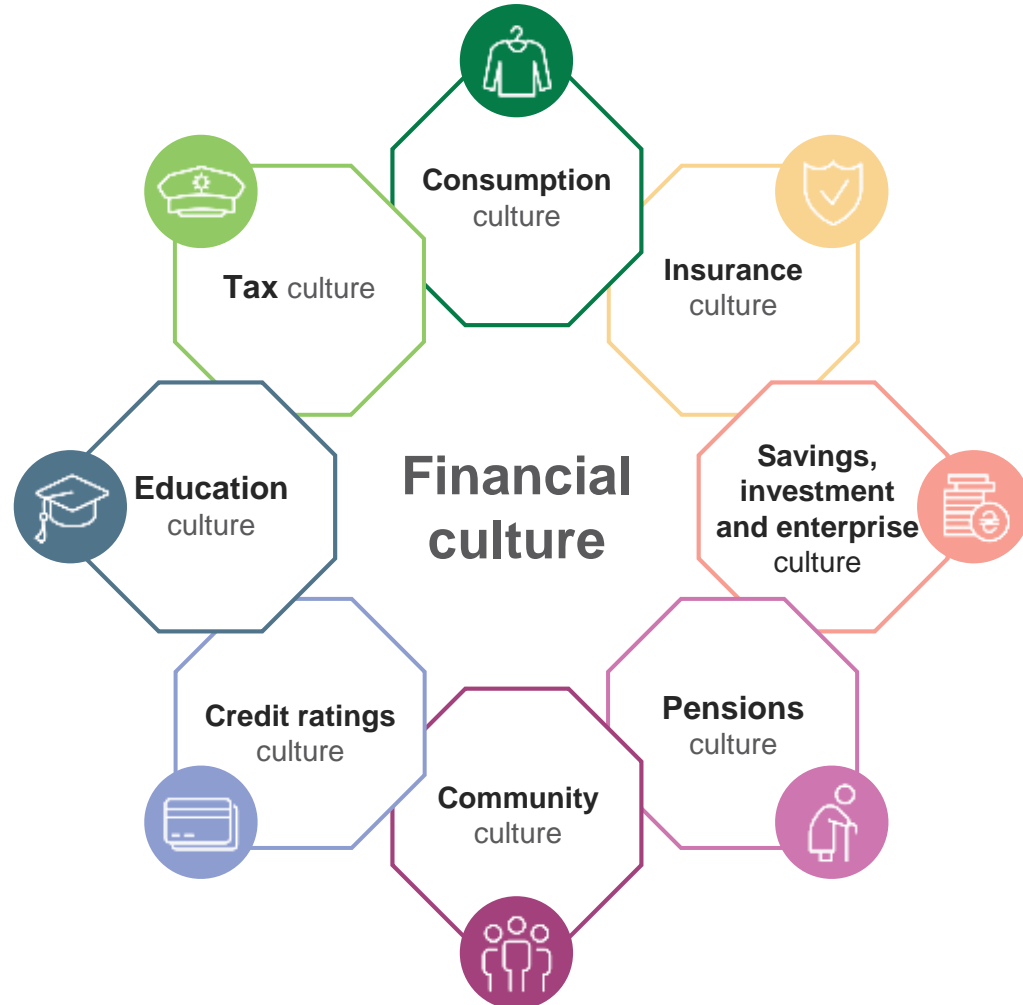 Consumption
culture
Insurance
culture
Tax culture
Savings,
investment
and enterprise
culture
Education
culture
Financial
culture
Pensions
culture
Credit ratings
culture
Community
culture
₴